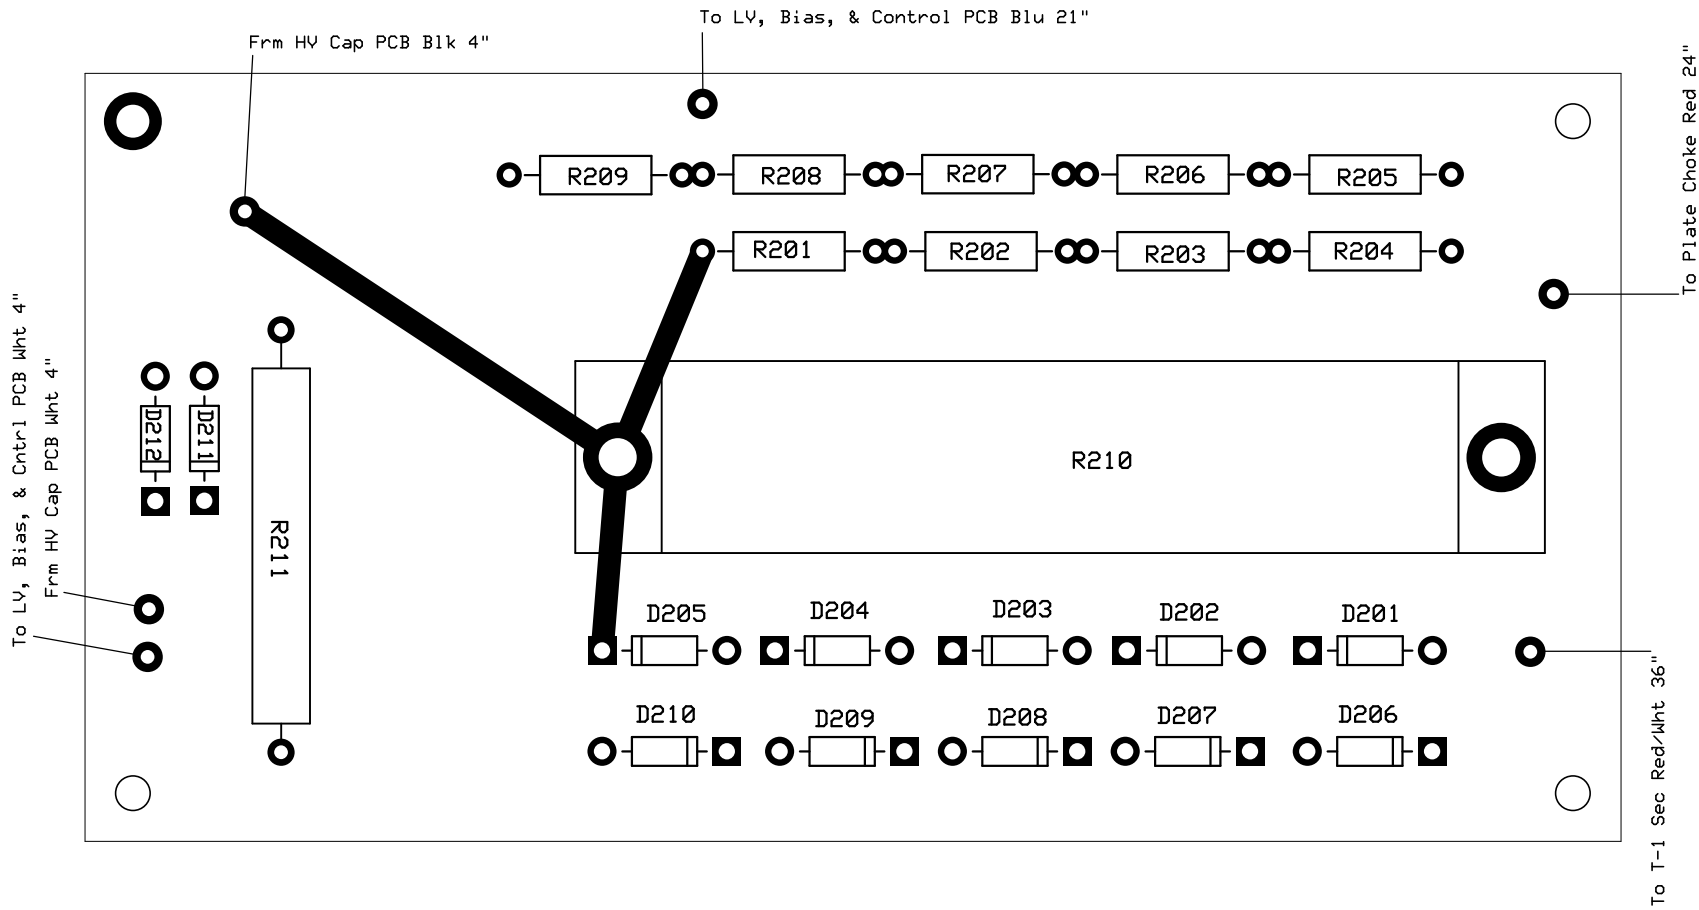 To LV, Bias, & Control PCB Blu 21"
Frm HV Cap PCB Blk 4"
To Plate Choke Red 24"
R209
R208
R207
R206
R205
R201
R202
R203
R204
To LV, Bias, & Cntrl PCB Wht 4"
Frm HV Cap PCB Wht 4"
D212
D211
R211
R210
D205
D204
D203
D202
D201
D210
D209
D208
D207
D206
To T-1 Sec Red/Wht 36"